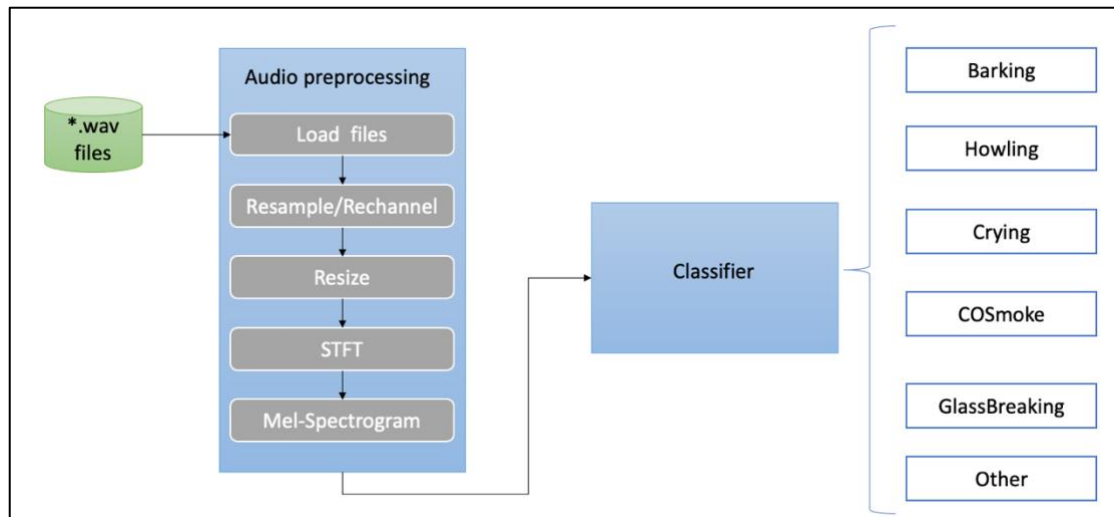 *.wav
files
Audio preprocessing
Load files
Resample/Rechannel
Resize
STFT
Mel-Spectrogram
Classifier
Barking
Howling
Crying
COSmoke
GlassBreaking
Other